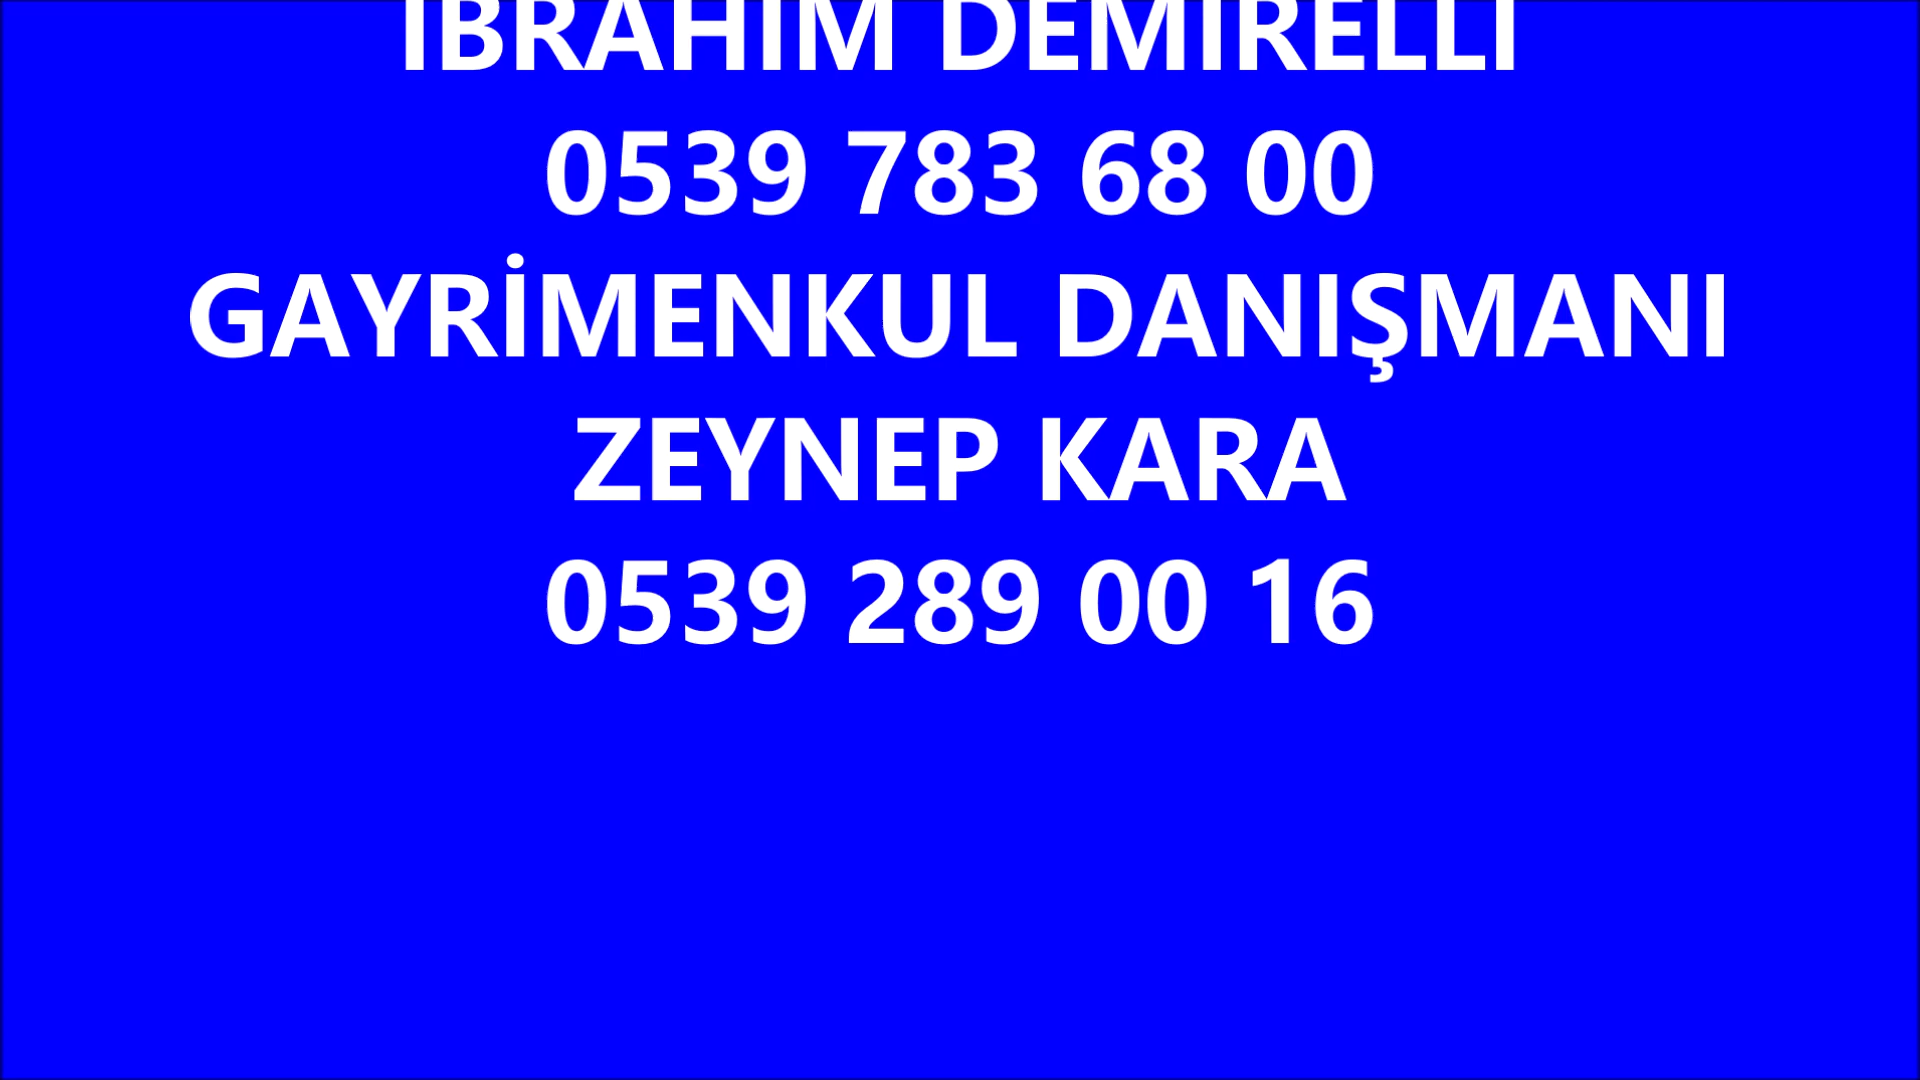 İBRAHİM DEMİRELLİ
0539 783 68 00
GAYRİMENKUL DANIŞMANI
ZEYNEP KARA
0539 289 00 16